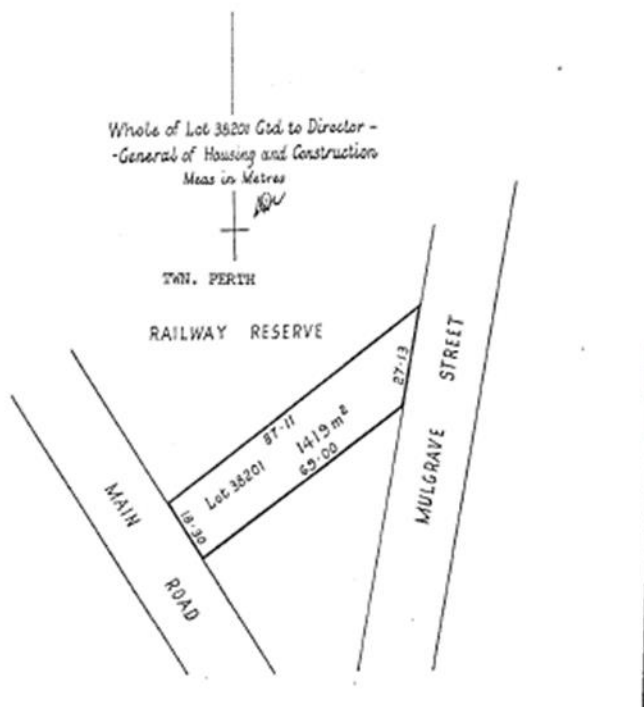 Whole of Lot 38201 Gtd to Director -
-General of Housing and Construction
Meas in Metres
TWN. PERTH
RAILWAY RESERVE
27·13
MULGRAVE STREET
87·11
Lot 38201 1419m²
69·00
18·30
MAIN ROAD